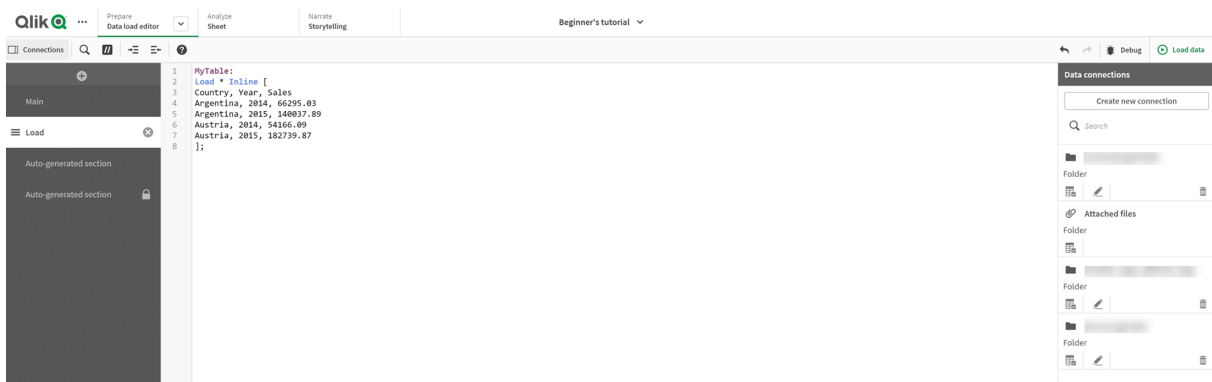 Qlik
Prepare
Data load editor
Analyze
Sheet
Narrate
Storytelling
Beginner's tutorial
Connections
//
?
Debug
Load data
Main
Load
Auto-generated section
Auto-generated section
1 MyTable:
2 Load * Inline [
3 Country, Year, Sales
4 Argentina, 2014, 66295.03
5 Argentina, 2015, 140037.89
6 Austria, 2014, 54166.09
7 Austria, 2015, 182739.87
8 ];
Data connections
Create new connection
Search
Folder
Attached files
Folder
Folder
Folder